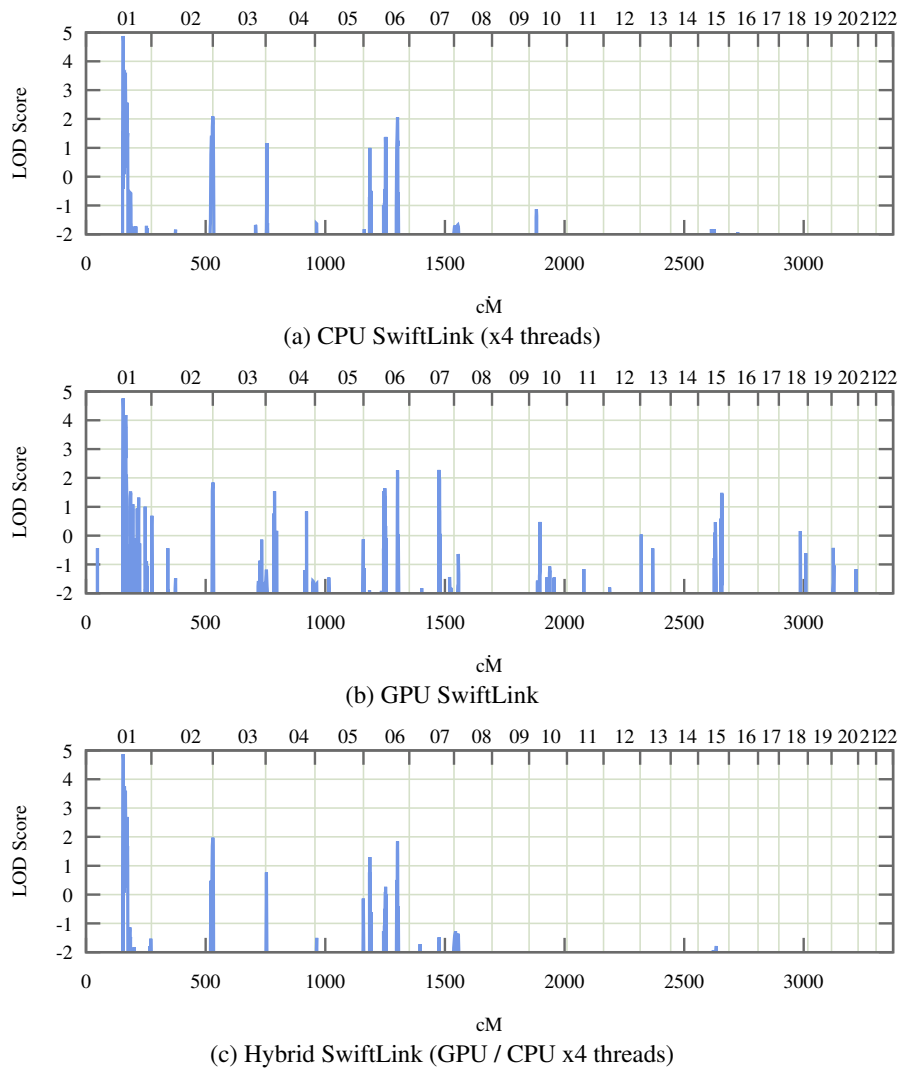 01 02 03 04 05 06 07 08 09 10 11 12 13 14 15 16 17 18 19 20 21 22
5
4
3
2
1
0
-1
-2
LOD Score
0 500 1000 1500 2000 2500 3000
cṀ
(a) CPU SwiftLink (x4 threads)
01 02 03 04 05 06 07 08 09 10 11 12 13 14 15 16 17 18 19 20 21 22
5
4
3
2
1
0
-1
-2
LOD Score
0 500 1000 1500 2000 2500 3000
cṀ
(b) GPU SwiftLink
01 02 03 04 05 06 07 08 09 10 11 12 13 14 15 16 17 18 19 20 21 22
5
4
3
2
1
0
-1
-2
LOD Score
0 500 1000 1500 2000 2500 3000
cM
(c) Hybrid SwiftLink (GPU / CPU x4 threads)